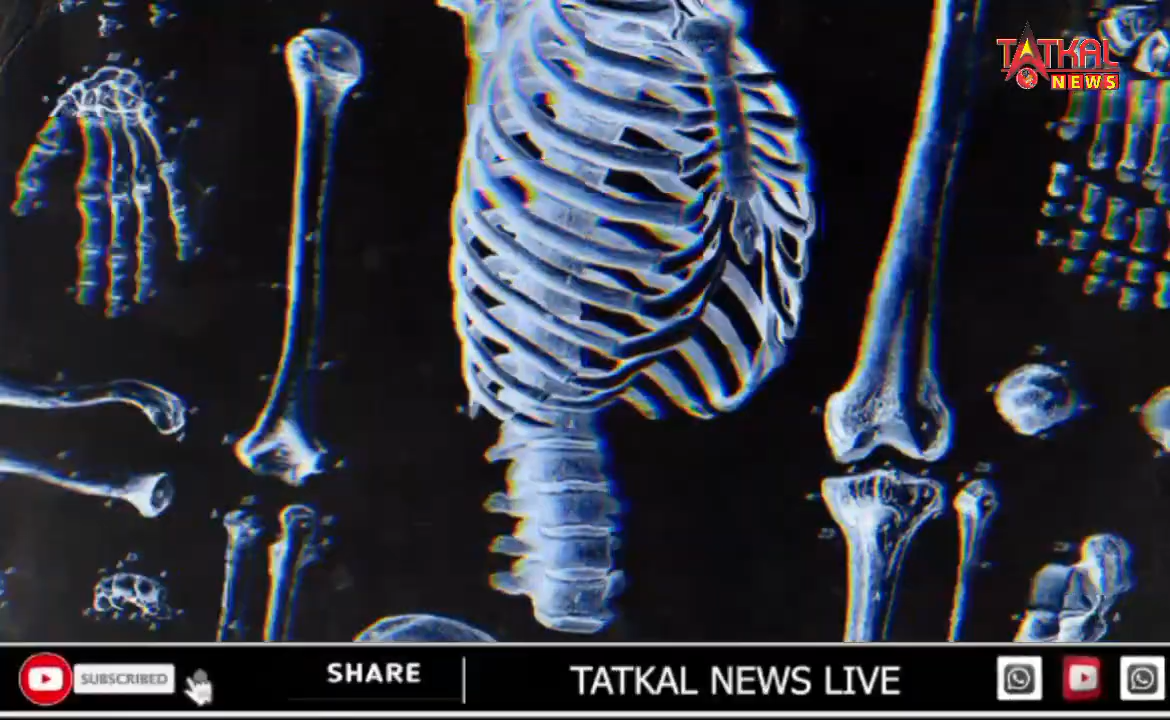 TATKAL
NEWS
SUBSCRIBED
SHARE
TATKAL NEWS LIVE